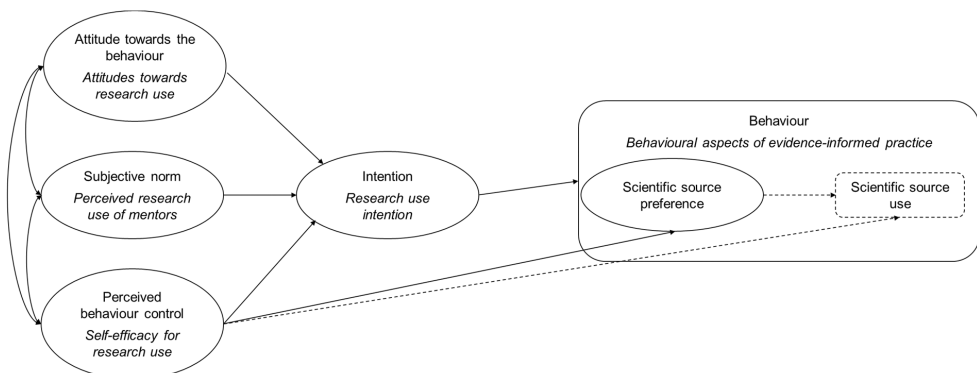 Attitude towards the
behaviour
Attitudes towards
research use
Subjective norm
Perceived research
use of mentors
Perceived
behaviour control
Self-efficacy for
research use
Intention
Research use
intention
Behaviour
Behavioural aspects of evidence-informed practice
Scientific source
preference
Scientific source
use